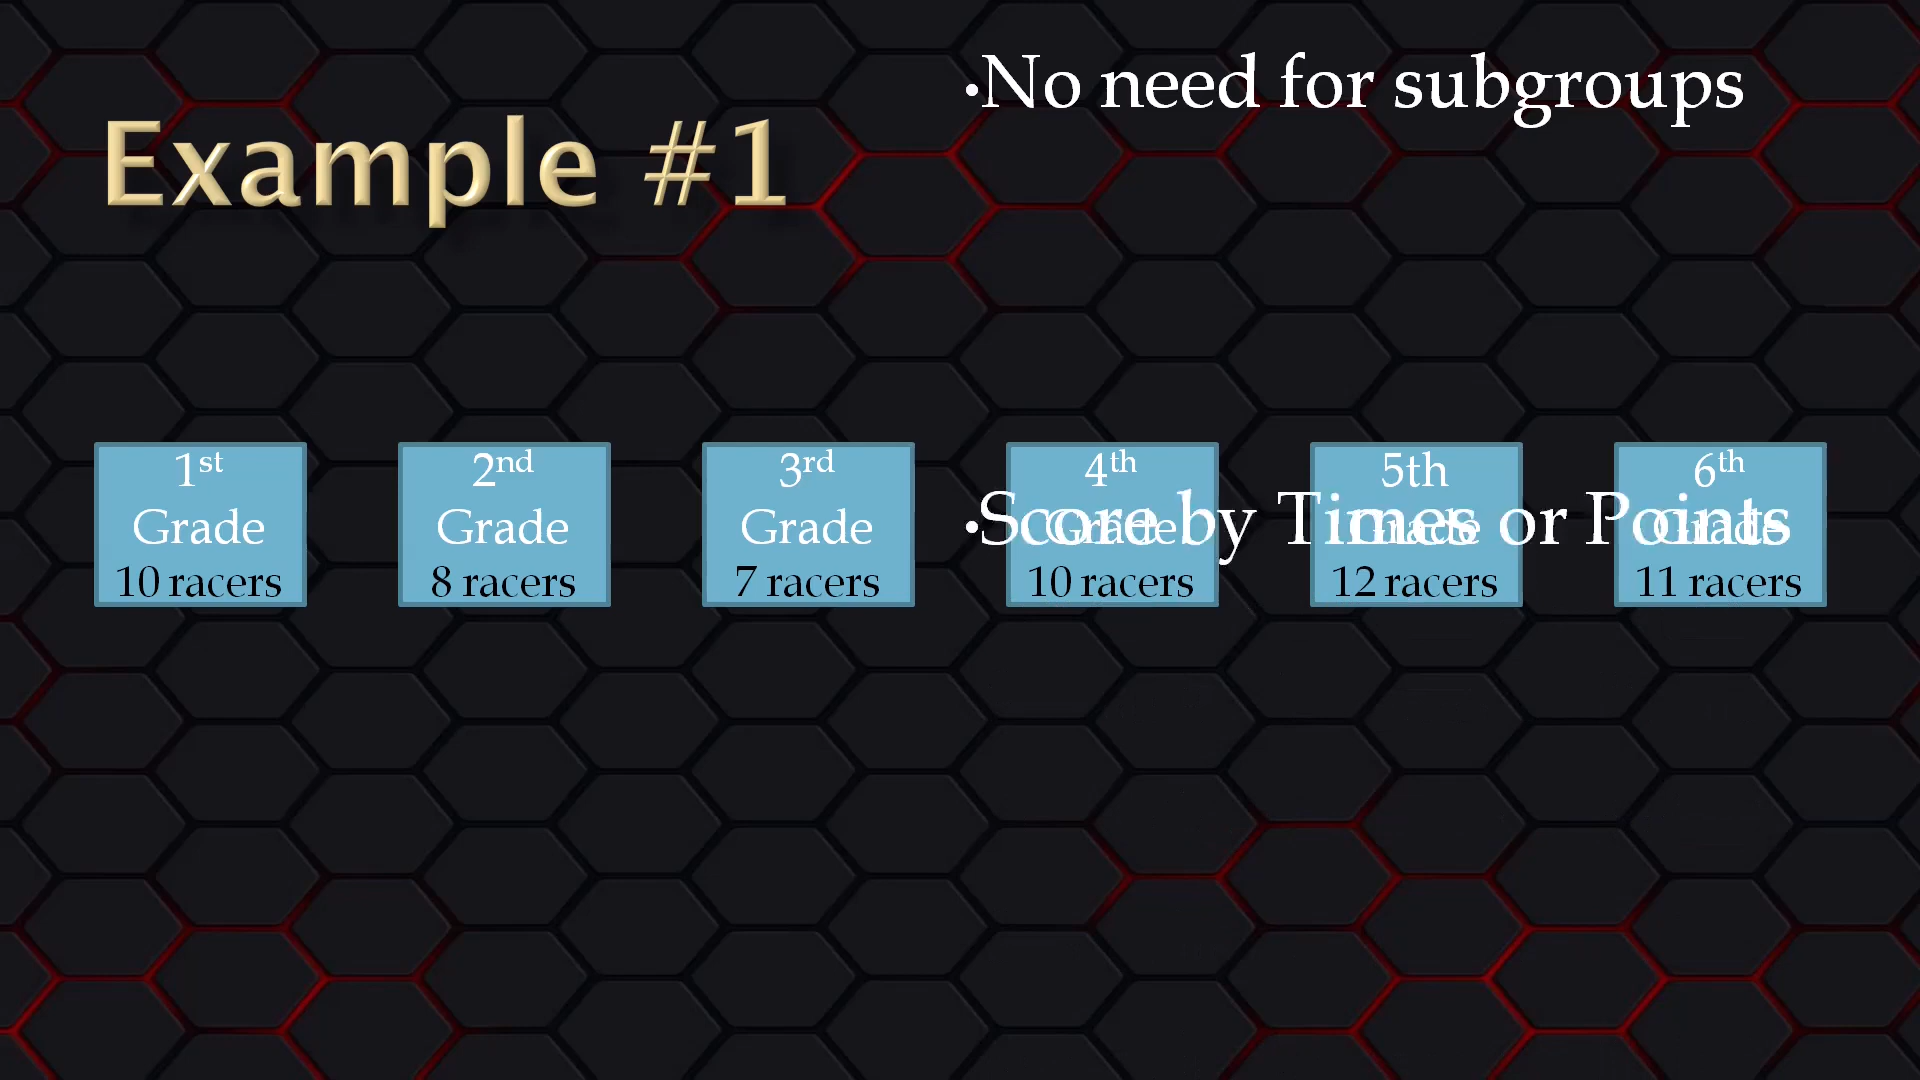 •No need for subgroups
Example #1
1st
Grade
10 racers
2nd
Grade
8 racers
3rd
Grade
7 racers
4th
Grade
10 racers
5th
Grade
12 racers
6th
Grade
11 racers
•Score by Times or Points